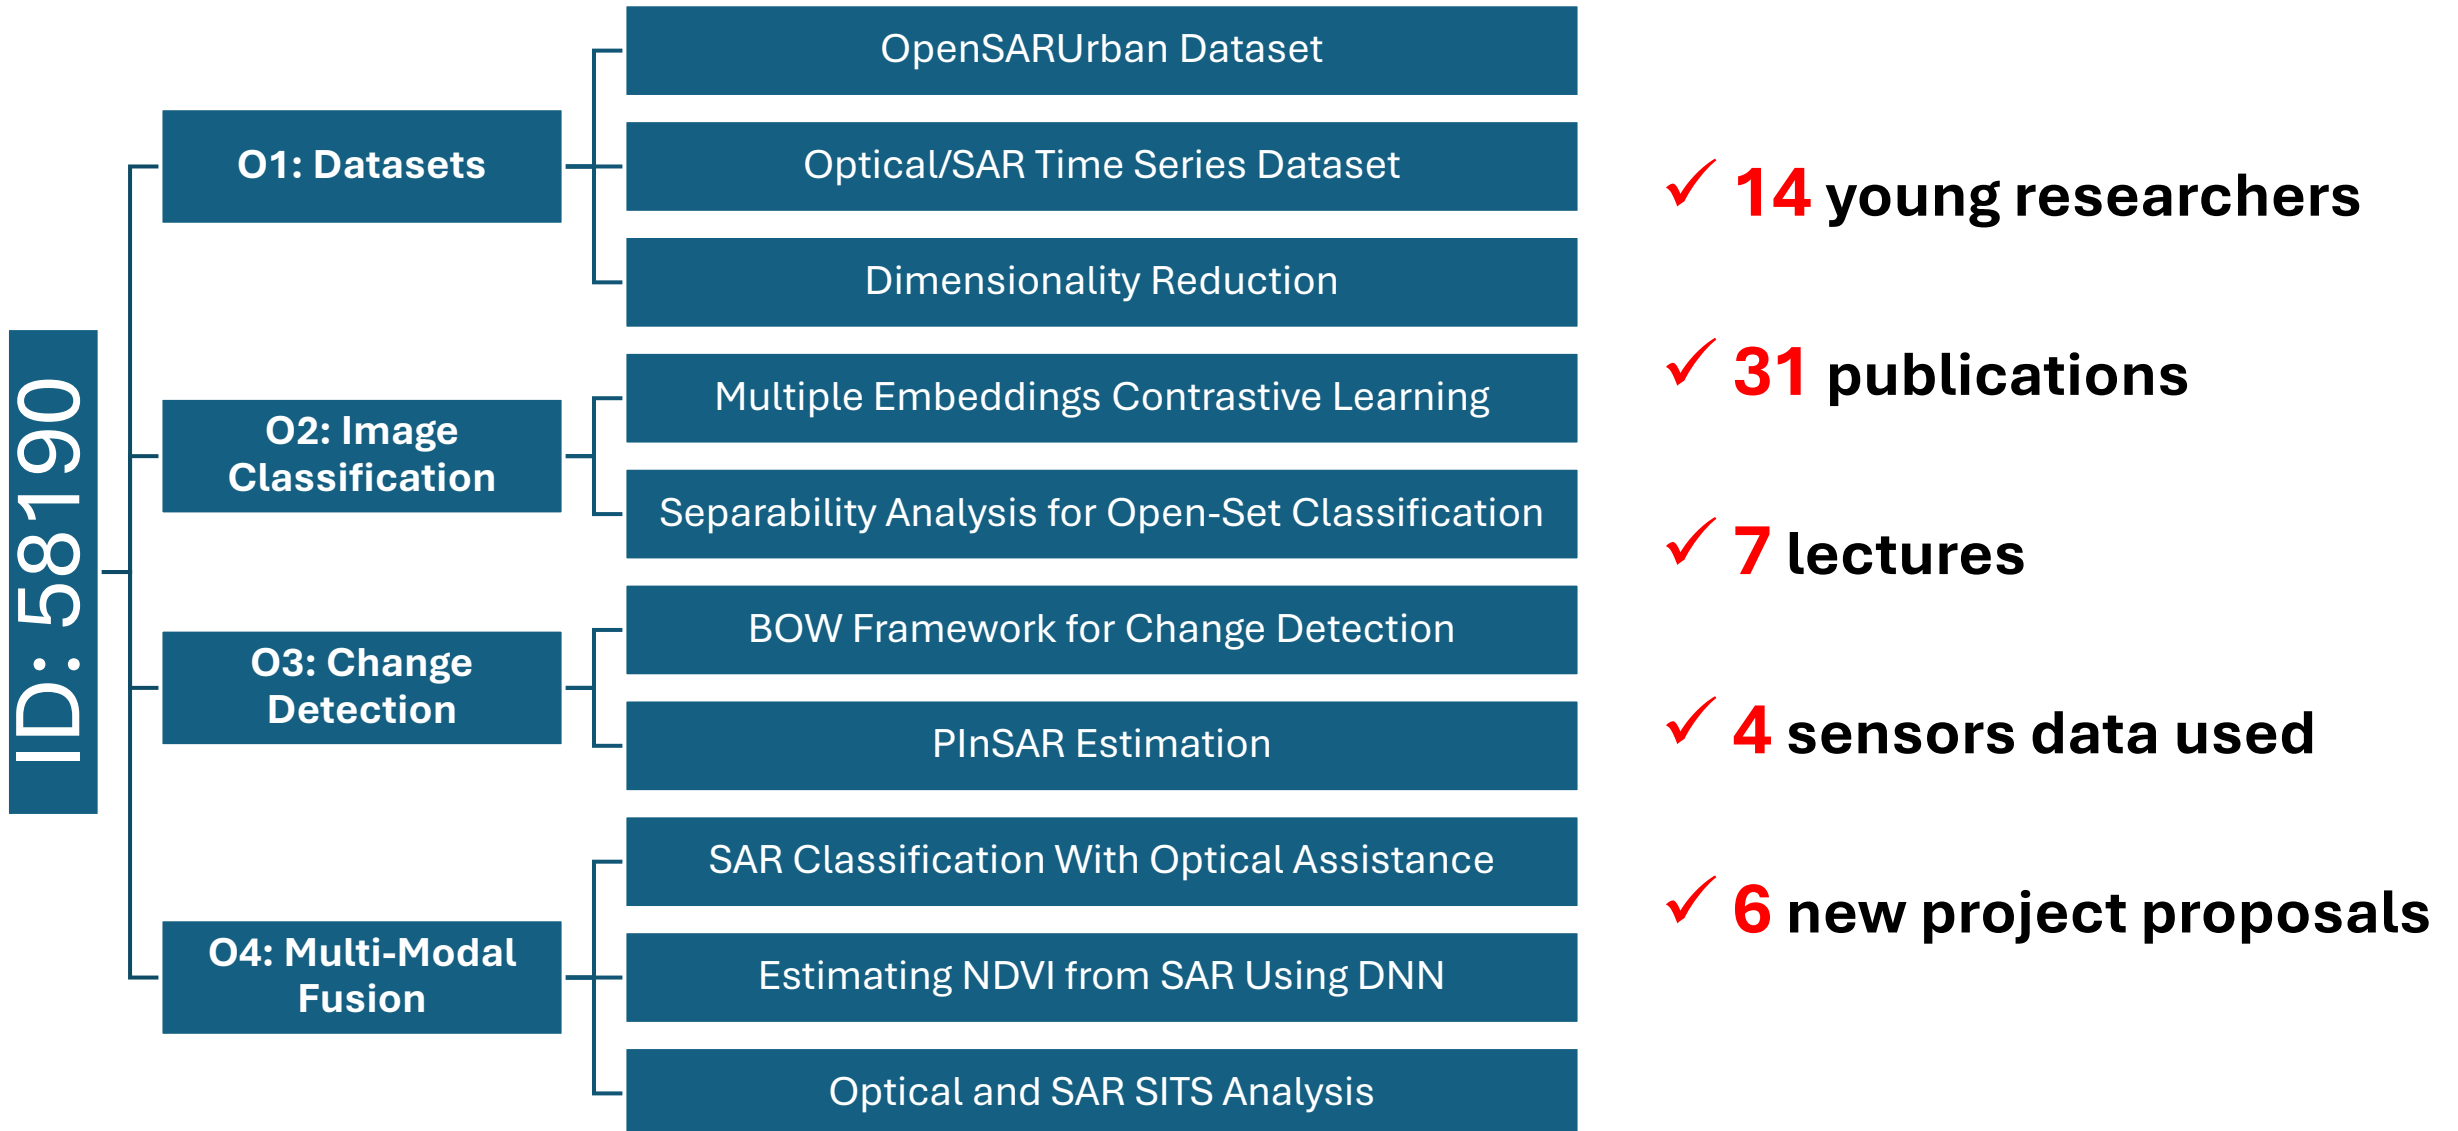 ID: 58190
O1: Datasets
OpenSARUrban Dataset
Optical/SAR Time Series Dataset
Dimensionality Reduction
O2: Image
Classification
Multiple Embeddings Contrastive Learning
Separability Analysis for Open-Set Classification
O3: Change
Detection
BOW Framework for Change Detection
PInSAR Estimation
O4: Multi-Modal
Fusion
SAR Classification With Optical Assistance
Estimating NDVI from SAR Using DNN
Optical and SAR SITS Analysis
✓ 14 young researchers
✓ 31 publications
✓ 7 lectures
✓ 4 sensors data used
✓ 6 new project proposals